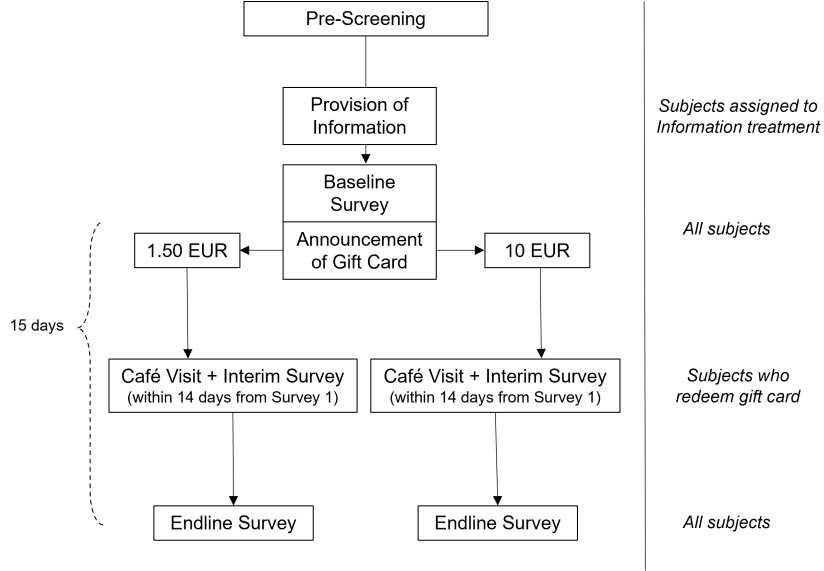 Pre-Screening
Provision of
Information
Subjects assigned to
Information treatment
Baseline
Survey
Announcement
of Gift Card
1.50 EUR
10 EUR
All subjects
15 days
Café Visit + Interim Survey
(within 14 days from Survey 1)
Café Visit + Interim Survey
(within 14 days from Survey 1)
Subjects who
redeem gift card
Endline Survey
Endline Survey
All subjects